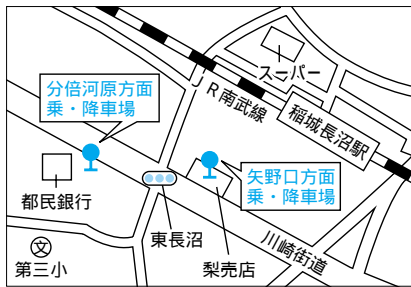 スーパー
分倍河原方面
乗・降車場
JR南武線
稲城長沼駅
矢野口方面
乗・降車場
都民銀行
東長沼
川崎街道
文
第三小
梨売店